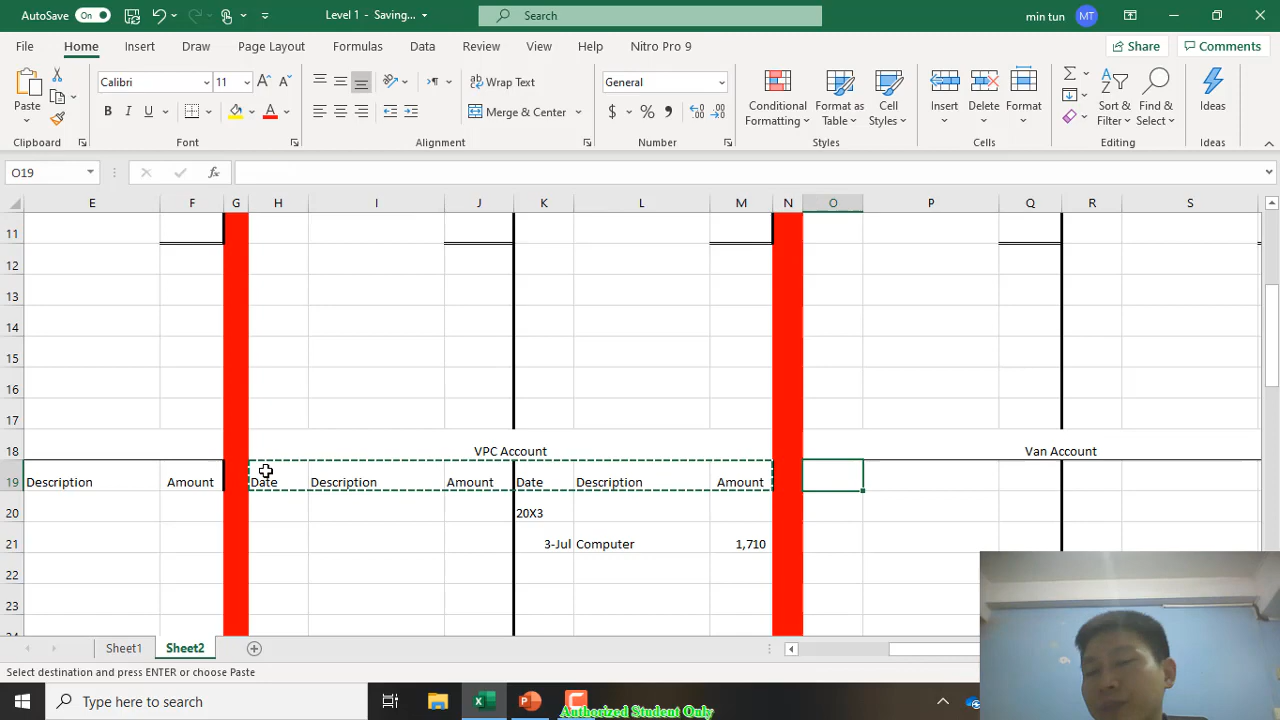 AutoSave On Level 1 - Saving... Search min tun MT
File Home Insert Draw Page Layout Formulas Data Review View Help Nitro Pro 9 Share Comments
Paste Calibri 11 A A Wrap Text General Conditional Formatting Format as Table Cell Styles Insert Delete Format Sort & Filter Find & Select Ideas
B I U A Merge & Center $ % 
Clipboard Font Alignment Number Styles Cells Editing Ideas
O19 fx
E F G H I J K L M N O P Q R S
11
12
13
14
15
16
17
18 VPC Account Van Account
19 Description Amount Date Description Amount Date Description Amount
20 20X3
21 3-Jul Computer 1,710
22
23
Sheet1 Sheet2
Select destination and press ENTER or choose Paste
Type here to search
Authorized Student Only